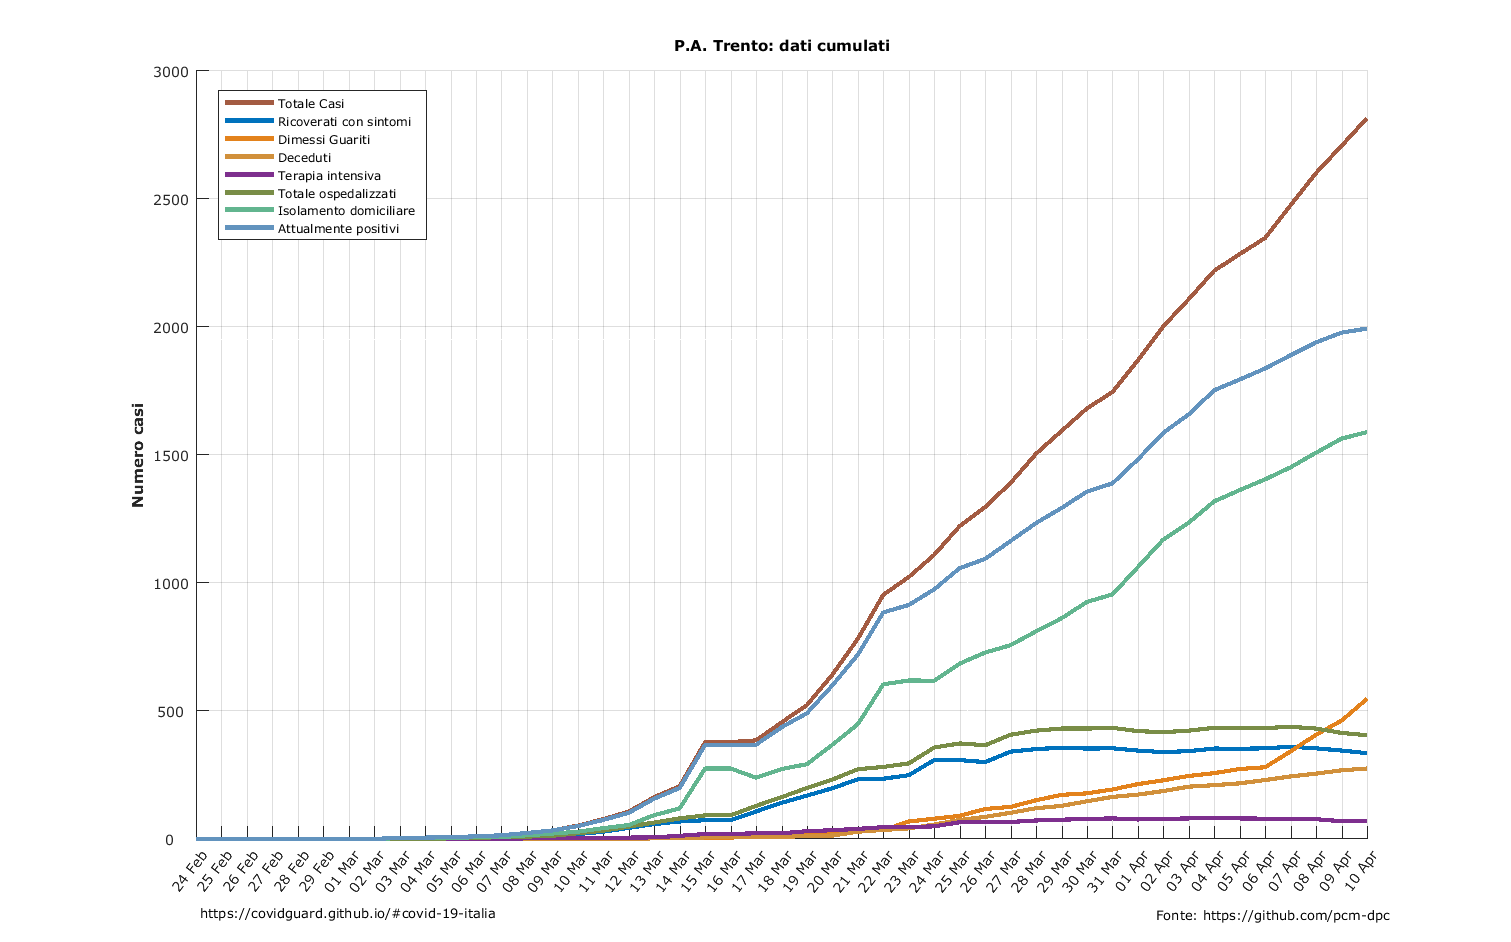 P.A. Trento: dati cumulati
3000
2500
2000
1500
1000
500
0
Numero casi
Totale Casi
Ricoverati con sintomi
Dimessi Guariti
Deceduti
Terapia intensiva
Totale ospedalizzati
Isolamento domiciliare
Attualmente positivi
24 Feb
25 Feb
26 Feb
27 Feb
28 Feb
29 Feb
01 Mar
02 Mar
03 Mar
04 Mar
05 Mar
06 Mar
07 Mar
08 Mar
09 Mar
10 Mar
11 Mar
12 Mar
13 Mar
14 Mar
15 Mar
16 Mar
17 Mar
18 Mar
19 Mar
20 Mar
21 Mar
22 Mar
23 Mar
24 Mar
25 Mar
26 Mar
27 Mar
28 Mar
29 Mar
30 Mar
31 Mar
01 Apr
02 Apr
03 Apr
04 Apr
05 Apr
06 Apr
07 Apr
08 Apr
09 Apr
10 Apr
https://covidguard.github.io/#covid-19-italia
Fonte: https://github.com/pcm-dpc